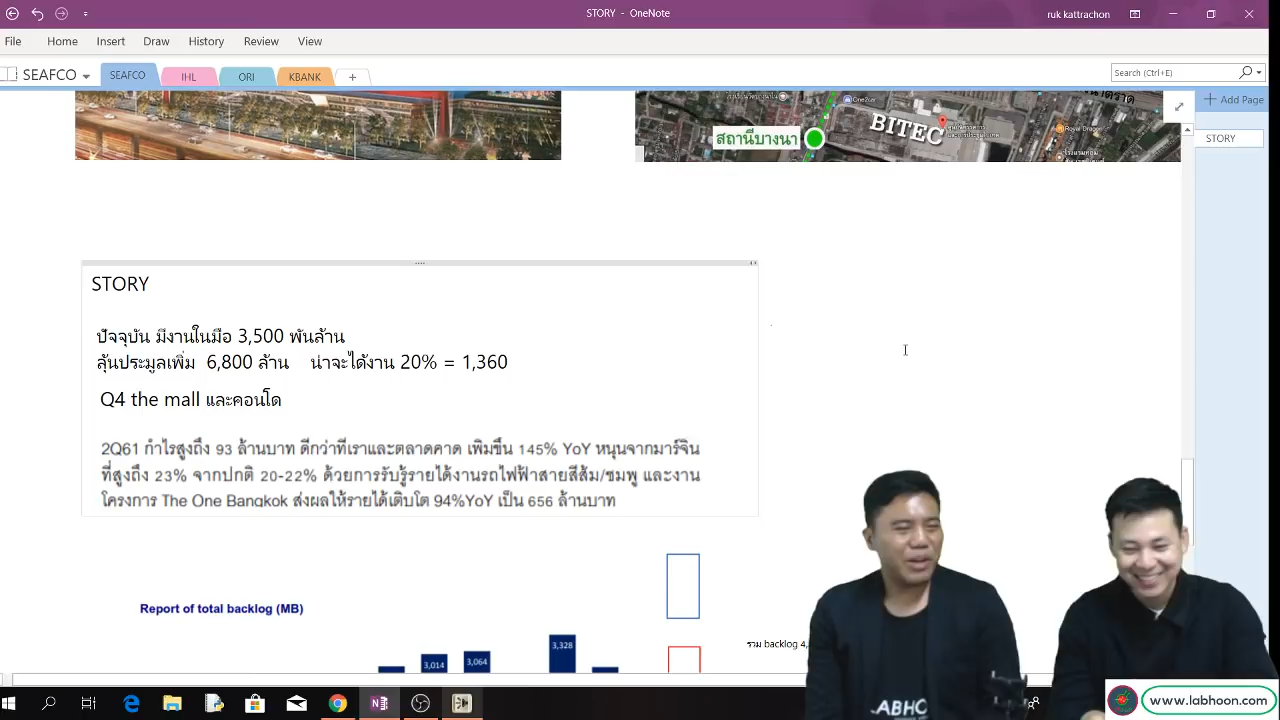 STORY - OneNote
ruk kattrachon
File Home Insert Draw History Review View
SEAFCO
SEAFCO IHL ORI KBANK +
Search (Ctrl+E)
Add Page
STORY
One2car
BITEC
สถานีบางนา
Royal Dragon
STORY
ปัจจุบัน มีงานในมือ 3,500 พันล้าน
ลุ้นประมูลเพิ่ม 6,800 ล้าน น่าจะได้งาน 20% = 1,360
Q4 the mall และคอนโด
2Q61 กำไรสูงถึง 93 ล้านบาท ดีกว่าที่เราและตลาดคาด เพิ่มขึ้น 145% YoY หนุนจากมาร์จิน
ที่สูงถึง 23% จากปกติ 20-22% ด้วยการรับรู้รายได้งานรถไฟฟ้าสายสีส้ม/ชมพู และงาน
โครงการ The One Bangkok ส่งผลให้รายได้เติบโต 94%YoY เป็น 656 ล้านบาท
Report of total backlog (MB)
3,328
รวม backlog 4,
3,014
3,064
ABHO
www.labhoon.com